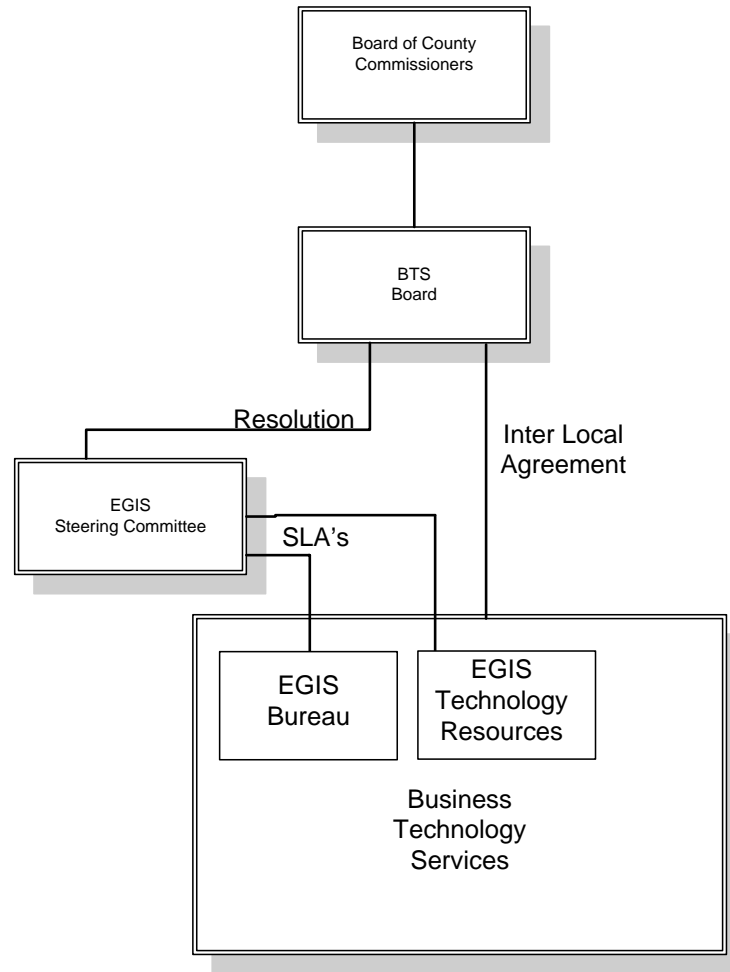 Board of County
Commissioners
BTS
Board
Resolution
Inter Local
Agreement
EGIS
Steering Committee
SLA's
EGIS
Bureau
EGIS
Technology
Resources
Business
Technology
Services